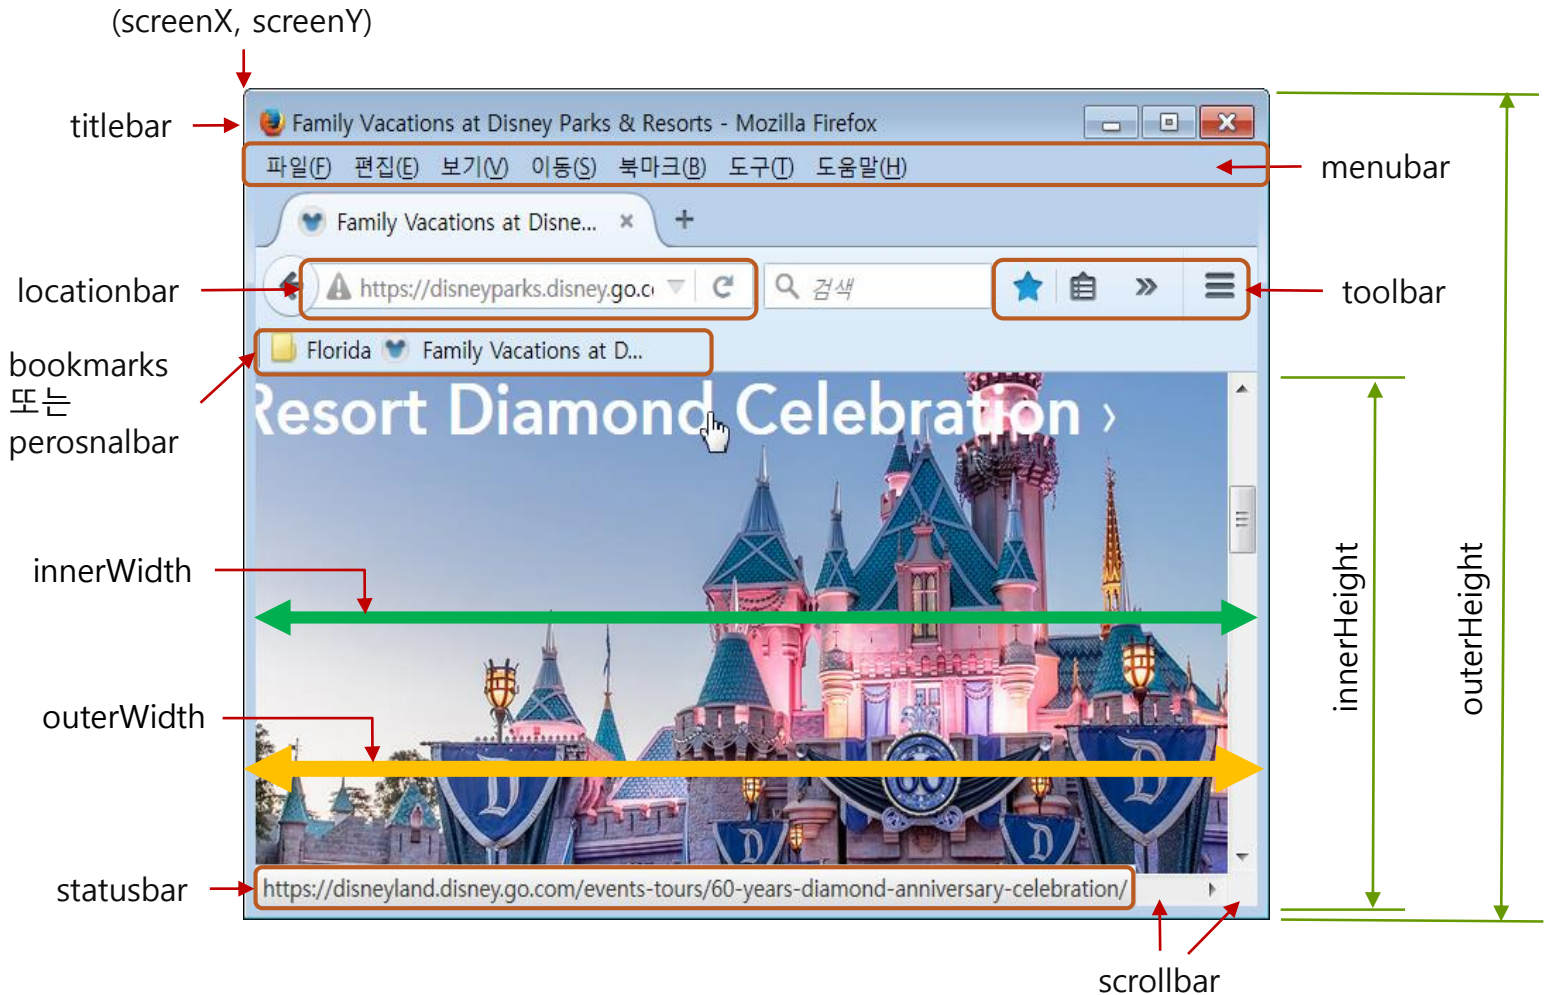 (screenX, screenY)
titlebar
Family Vacations at Disney Parks & Resorts - Mozilla Firefox
파일(F) 편집(E) 보기(V) 이동(S) 북마크(B) 도구(T) 도움말(H)
menubar
Family Vacations at Disne...
locationbar
https://disneyparks.disney.go.c
검색
toolbar
bookmarks
또는
perosnalbar
Florida Family Vacations at D...
Resort Diamond Celebration ›
innerWidth
outerWidth
innerHeight
outerHeight
D
60
D
D
D
statusbar
https://disneyland.disney.go.com/events-tours/60-years-diamond-anniversary-celebration/
scrollbar